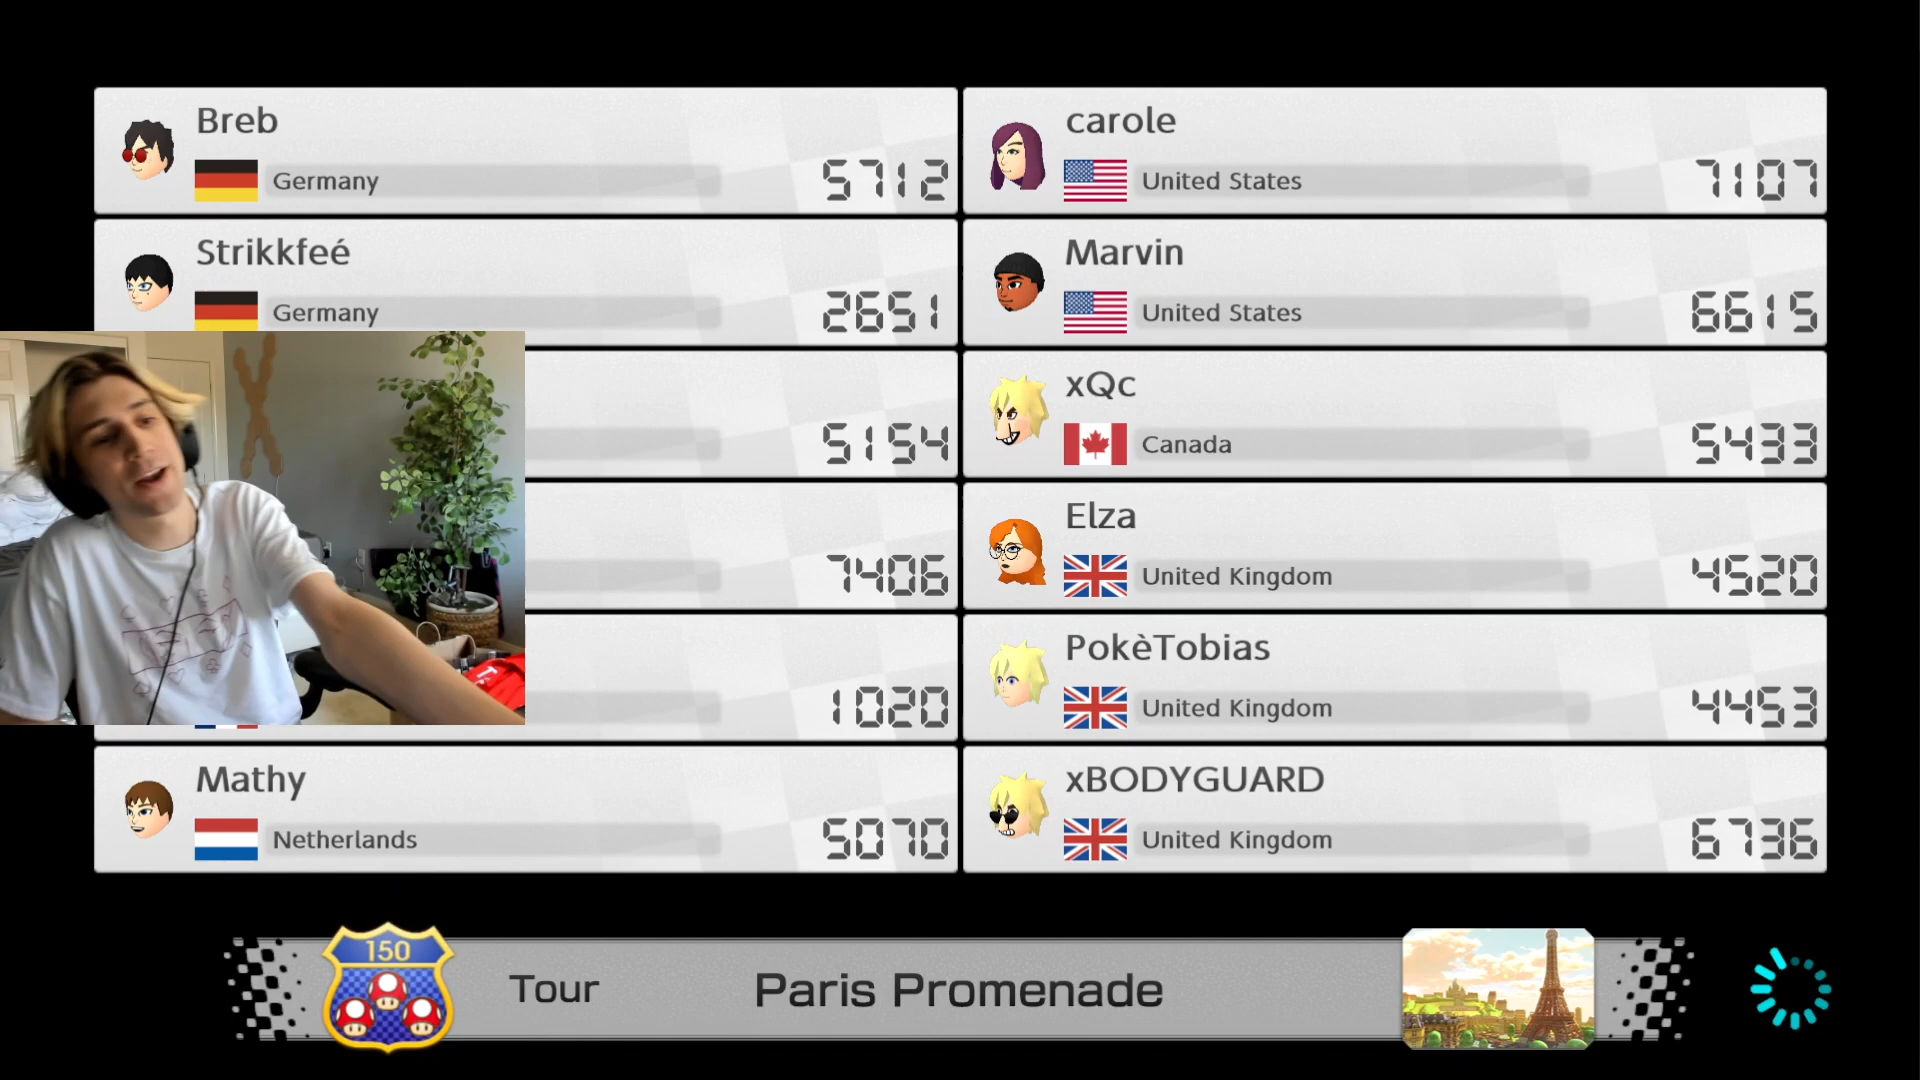 Breb
Germany
5712
Strikkfeé
Germany
2651
5154
7406
1020
Mathy
Netherlands
5070
carole
United States
7107
Marvin
United States
6615
xQc
Canada
5433
Elza
United Kingdom
4520
PokèTobias
United Kingdom
4453
xBODYGUARD
United Kingdom
6736
150
Tour
Paris Promenade